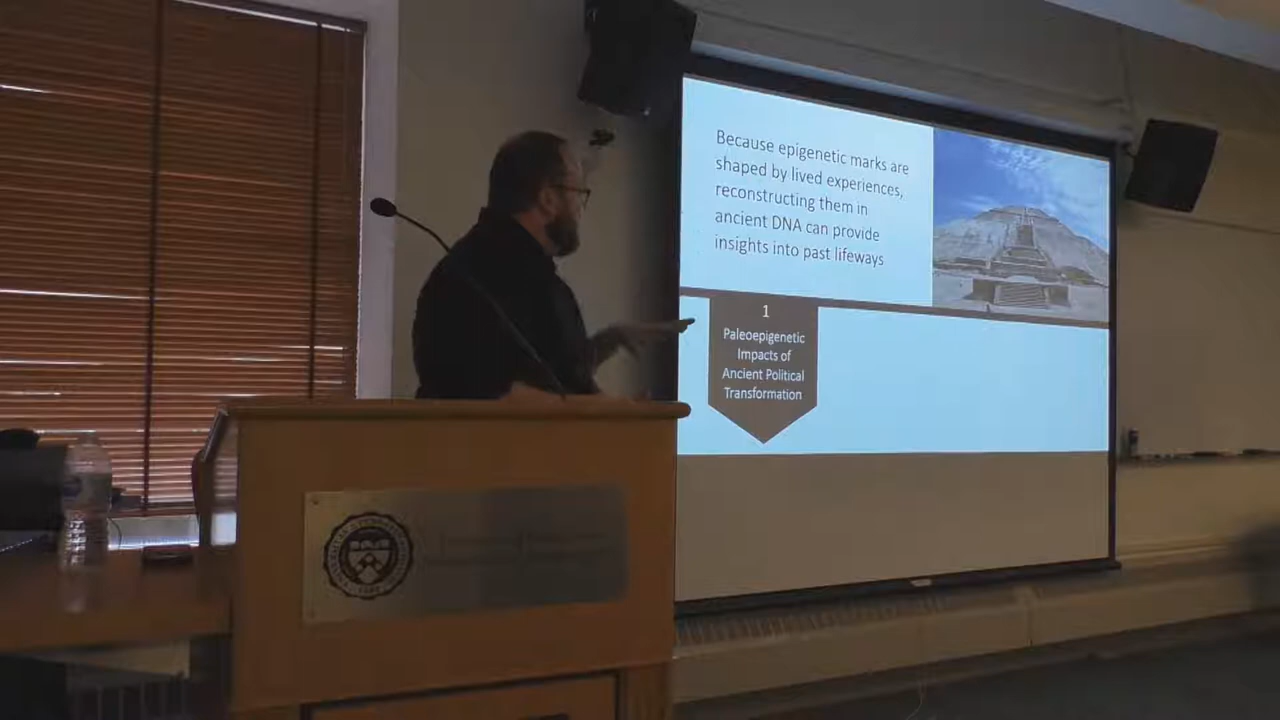 Because epigenetic marks are
shaped by lived experiences,
reconstructing them in
ancient DNA can provide
insights into past lifeways
1
Paleoepigenetic
Impacts of
Ancient Political
Transformation